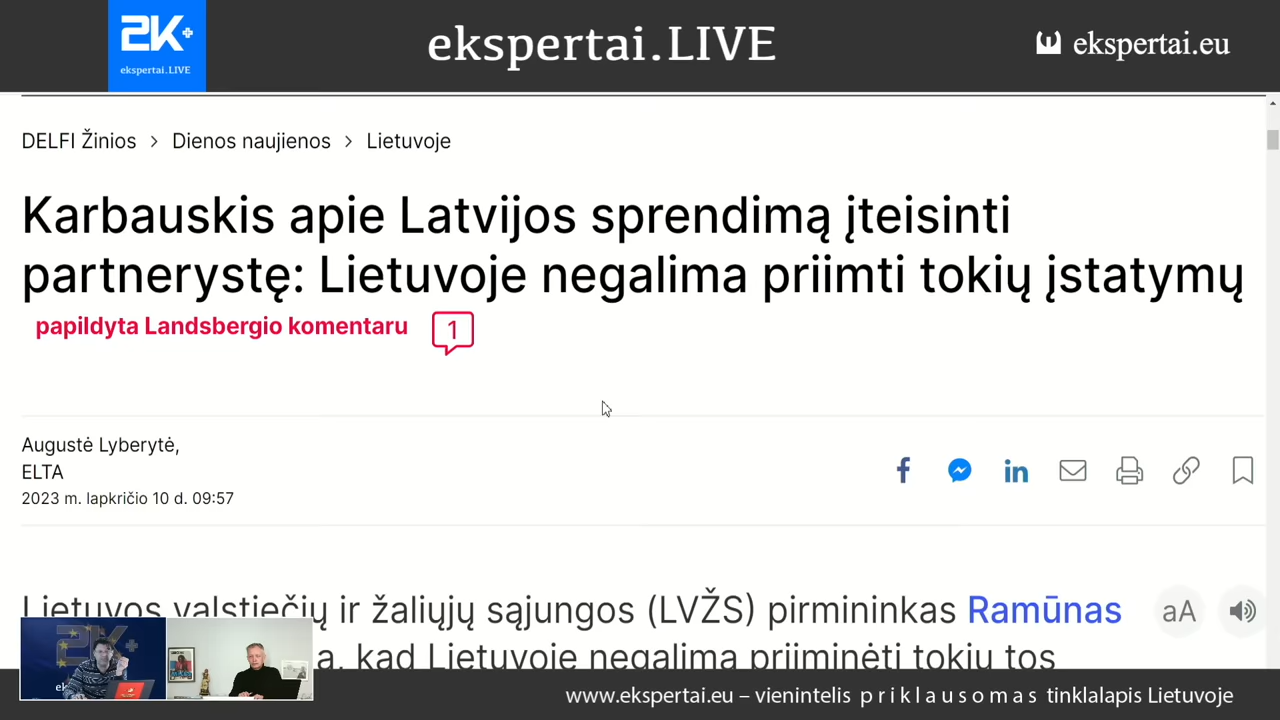 2K+
ekspertai.LIVE
ekspertai.LIVE
ekspertai.eu
DELFI Žinios > Dienos naujienos > Lietuvoje
Karbauskis apie Latvijos sprendimą įteisinti
partnerystę: Lietuvoje negalima priimti tokių įstatymų
papildyta Landsbergio komentaru 1
Augustė Lyberytė,
ELTA
2023 m. lapkričio 10 d. 09:57
Lietuvos valstiečių ir žaliųjų sąjungos (LVŽS) pirmininkas Ramūnas
aA
a, kad Lietuvoje negalima priiminėti tokių tos
2K+
www.ekspertai.eu – vienintelis p r i k l a u s o m a s tinklalapis Lietuvoje